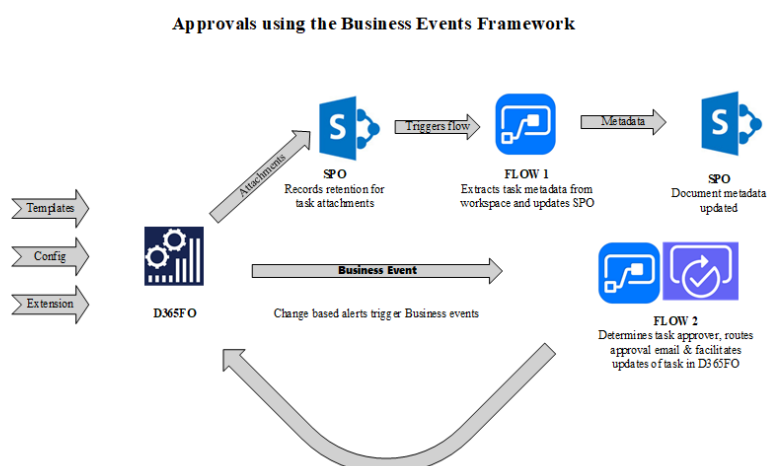 Approvals using the Business Events Framework
Attachments
S
Triggers flow
Metadata
S
SPO
Records retention for
task attachments
FLOW 1
Extracts task metadata from
workspace and updates SPO
SPO
Document metadata
updated
Templates
Config
Extension
D365FO
Business Event
Change based alerts trigger Business events
FLOW 2
Determines task approver, routes
approval email & facilitates
updates of task in D365FO